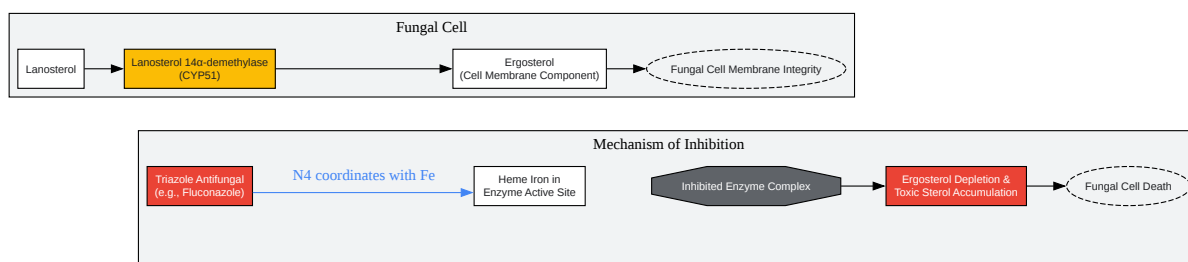 Fungal Cell
Lanosterol
Lanosterol 14α-demethylase
(CYP51)
Ergosterol
(Cell Membrane Component)
Fungal Cell Membrane Integrity
Mechanism of Inhibition
Triazole Antifungal
(e.g., Fluconazole)
N4 coordinates with Fe
Heme Iron in
Enzyme Active Site
Inhibited Enzyme Complex
Ergosterol Depletion &
Toxic Sterol Accumulation
Fungal Cell Death